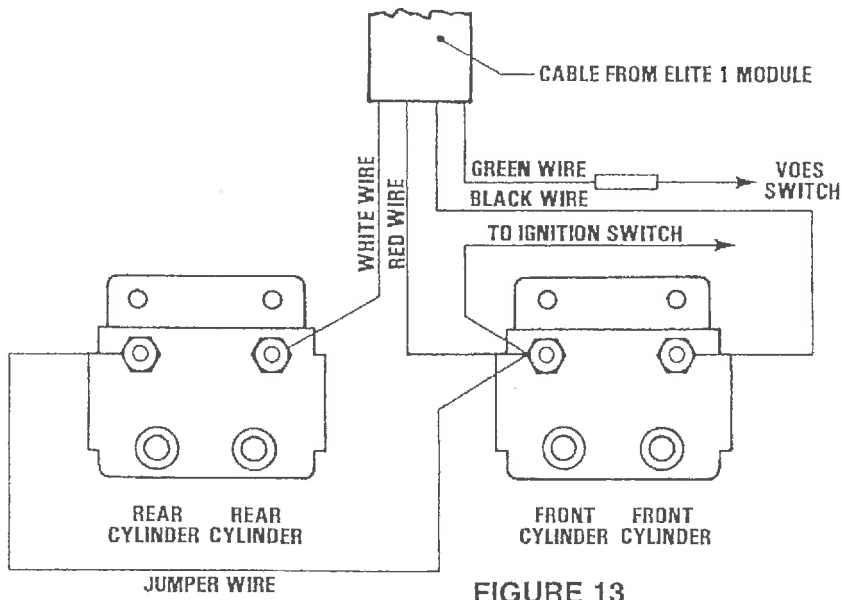 CABLE FROM ELITE 1 MODULE
WHITE WIRE
RED WIRE
GREEN WIRE
VOES
SWITCH
BLACK WIRE
TO IGNITION SWITCH
REAR
CYLINDER
REAR
CYLINDER
FRONT
CYLINDER
FRONT
CYLINDER
JUMPER WIRE
FIGURE 13